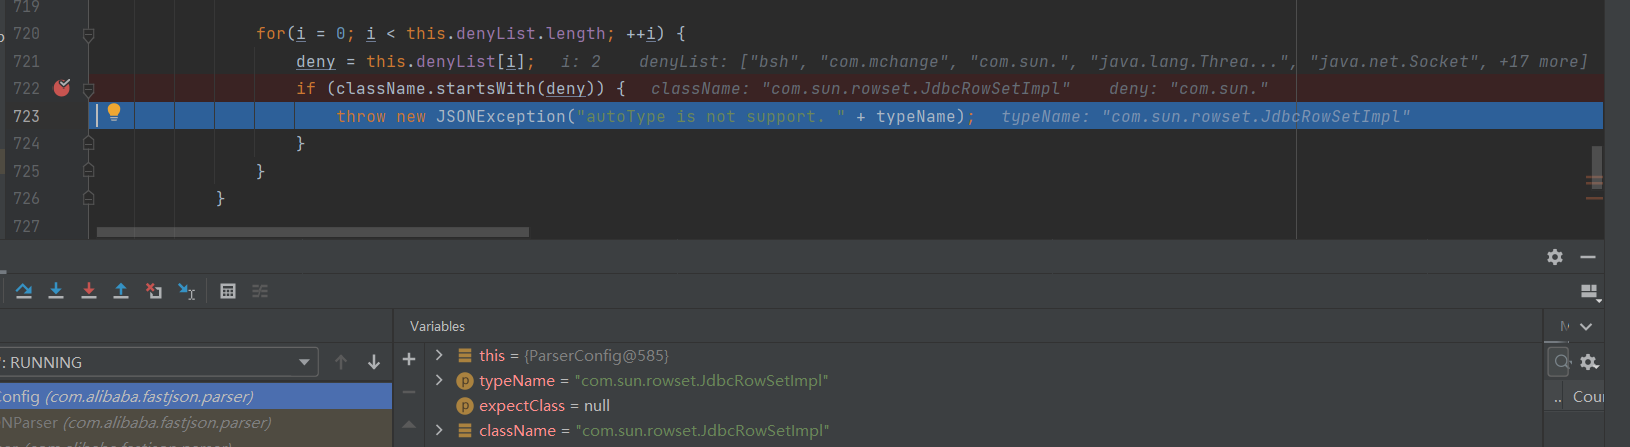 719
720 for(i = 0; i < this.denyList.length; ++i) {
721 deny = this.denyList[i]; i: 2 denyList: ["bsh", "com.mchange", "com.sun.", "java.lang.Threa...", "java.net.Socket", +17 more]
722 if (className.startsWith(deny)) { className: "com.sun.rowset.JdbcRowSetImpl" deny: "com.sun."
723 throw new JSONException("autoType is not support. " + typeName); typeName: "com.sun.rowset.JdbcRowSetImpl"
724 }
725 }
726 }
727
Variables
": RUNNING
this = {ParserConfig@585}
typeName = "com.sun.rowset.JdbcRowSetImpl"
onfig (com.alibaba.fastjson.parser)
expectClass = null
.. Cour
NParser (com.alibaba.fastjson.parser)
className = "com.sun.rowset.JdbcRowSetImpl"